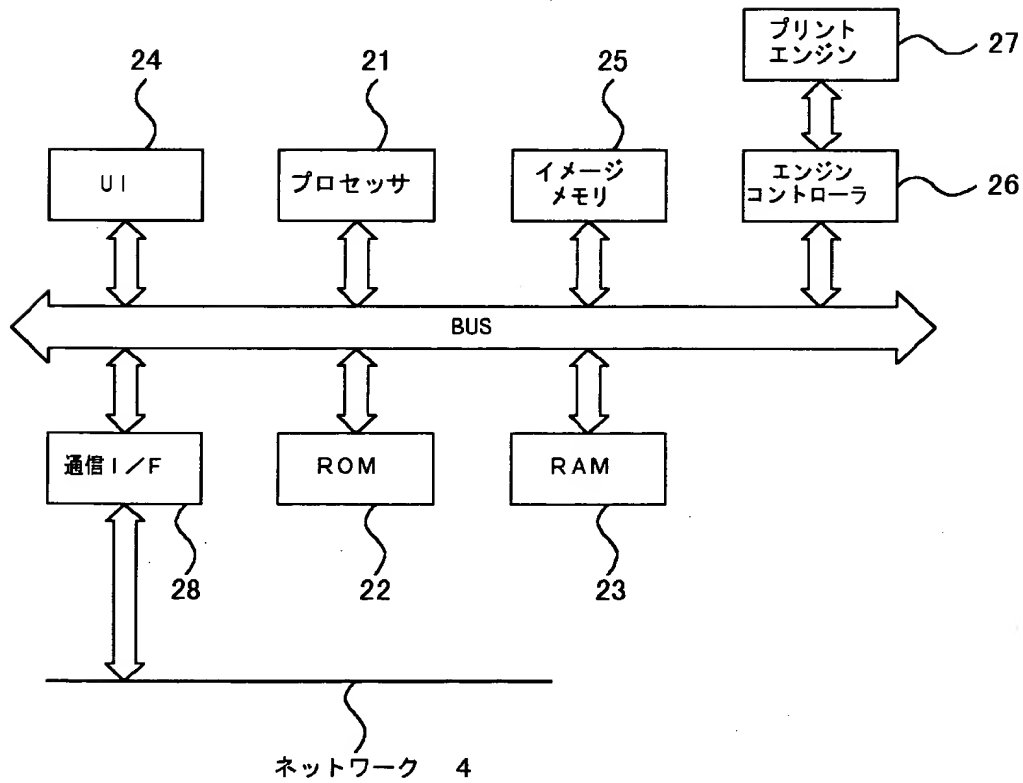 プリント
エンジン
27
24
21
25
UI
プロセッサ
イメージ
メモリ
エンジン
コントローラ
26
BUS
通信I/F
ROM
RAM
28
22
23
ネットワーク 4